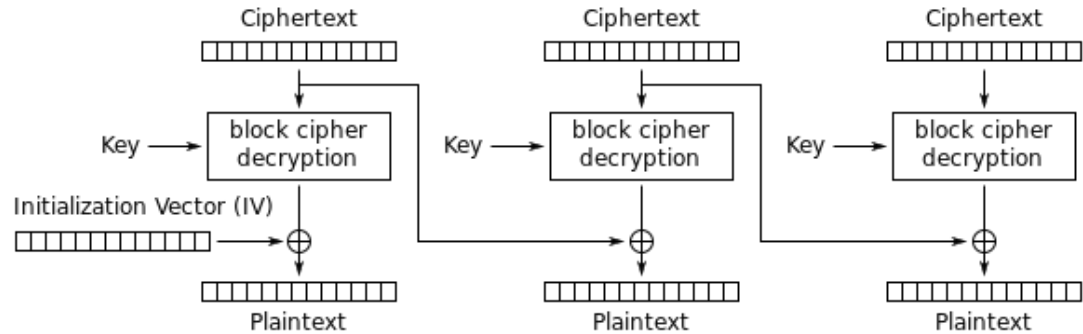 Ciphertext
Ciphertext
Ciphertext
Key
block cipher
decryption
Key
block cipher
decryption
Key
block cipher
decryption
Initialization Vector (IV)
Plaintext
Plaintext
Plaintext